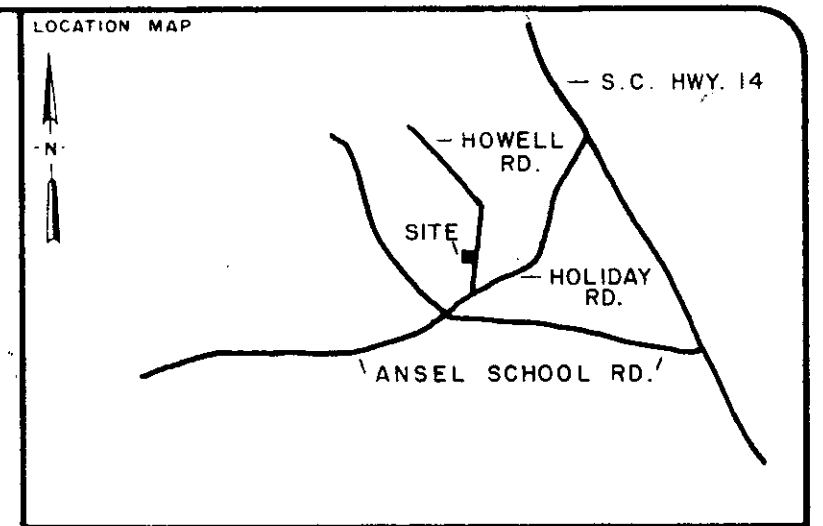 LOCATION MAP
S.C. HWY. 14
-N-
HOWELL
RD.
SITE
HOLIDAY
RD.
ANSEL SCHOOL RD.